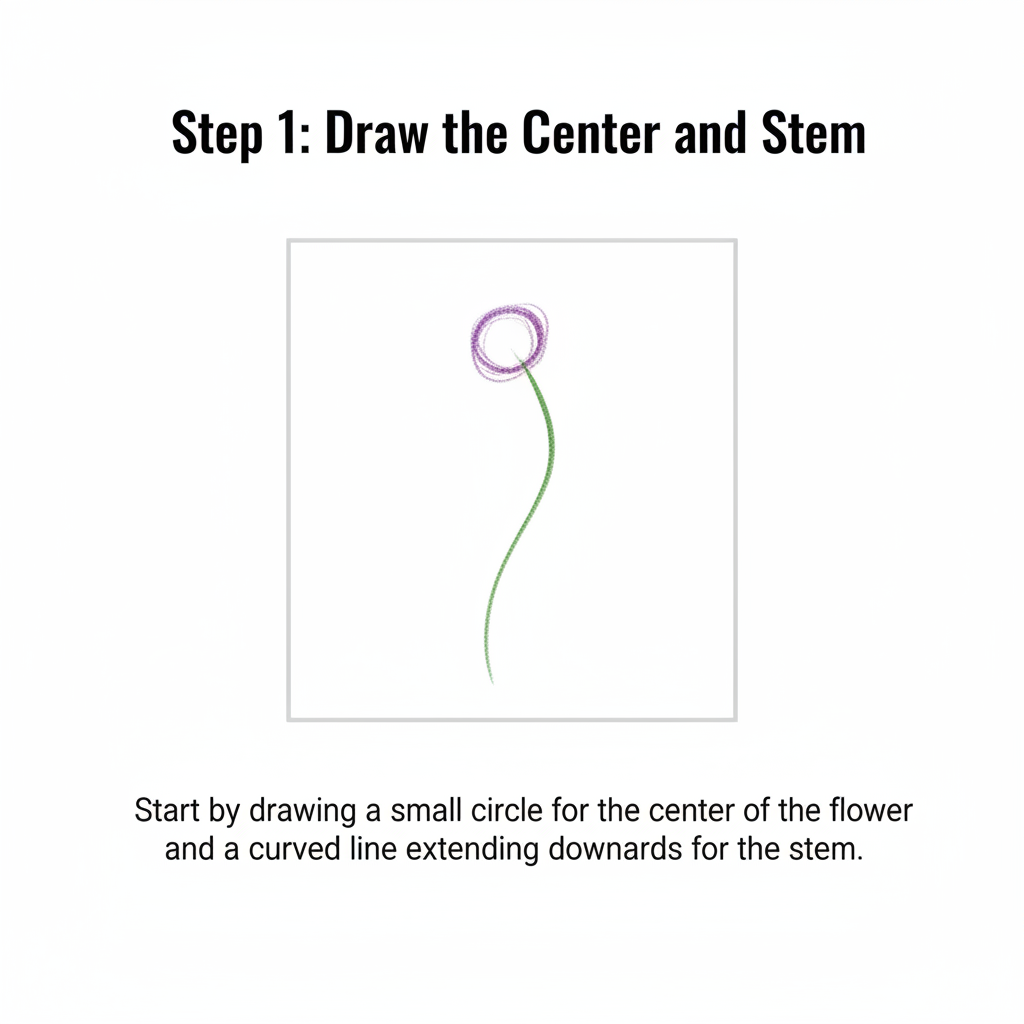 Step 1: Draw the Center and Stem
Start by drawing a small circle for the center of the flower
and a curved line extending downards for the stem.